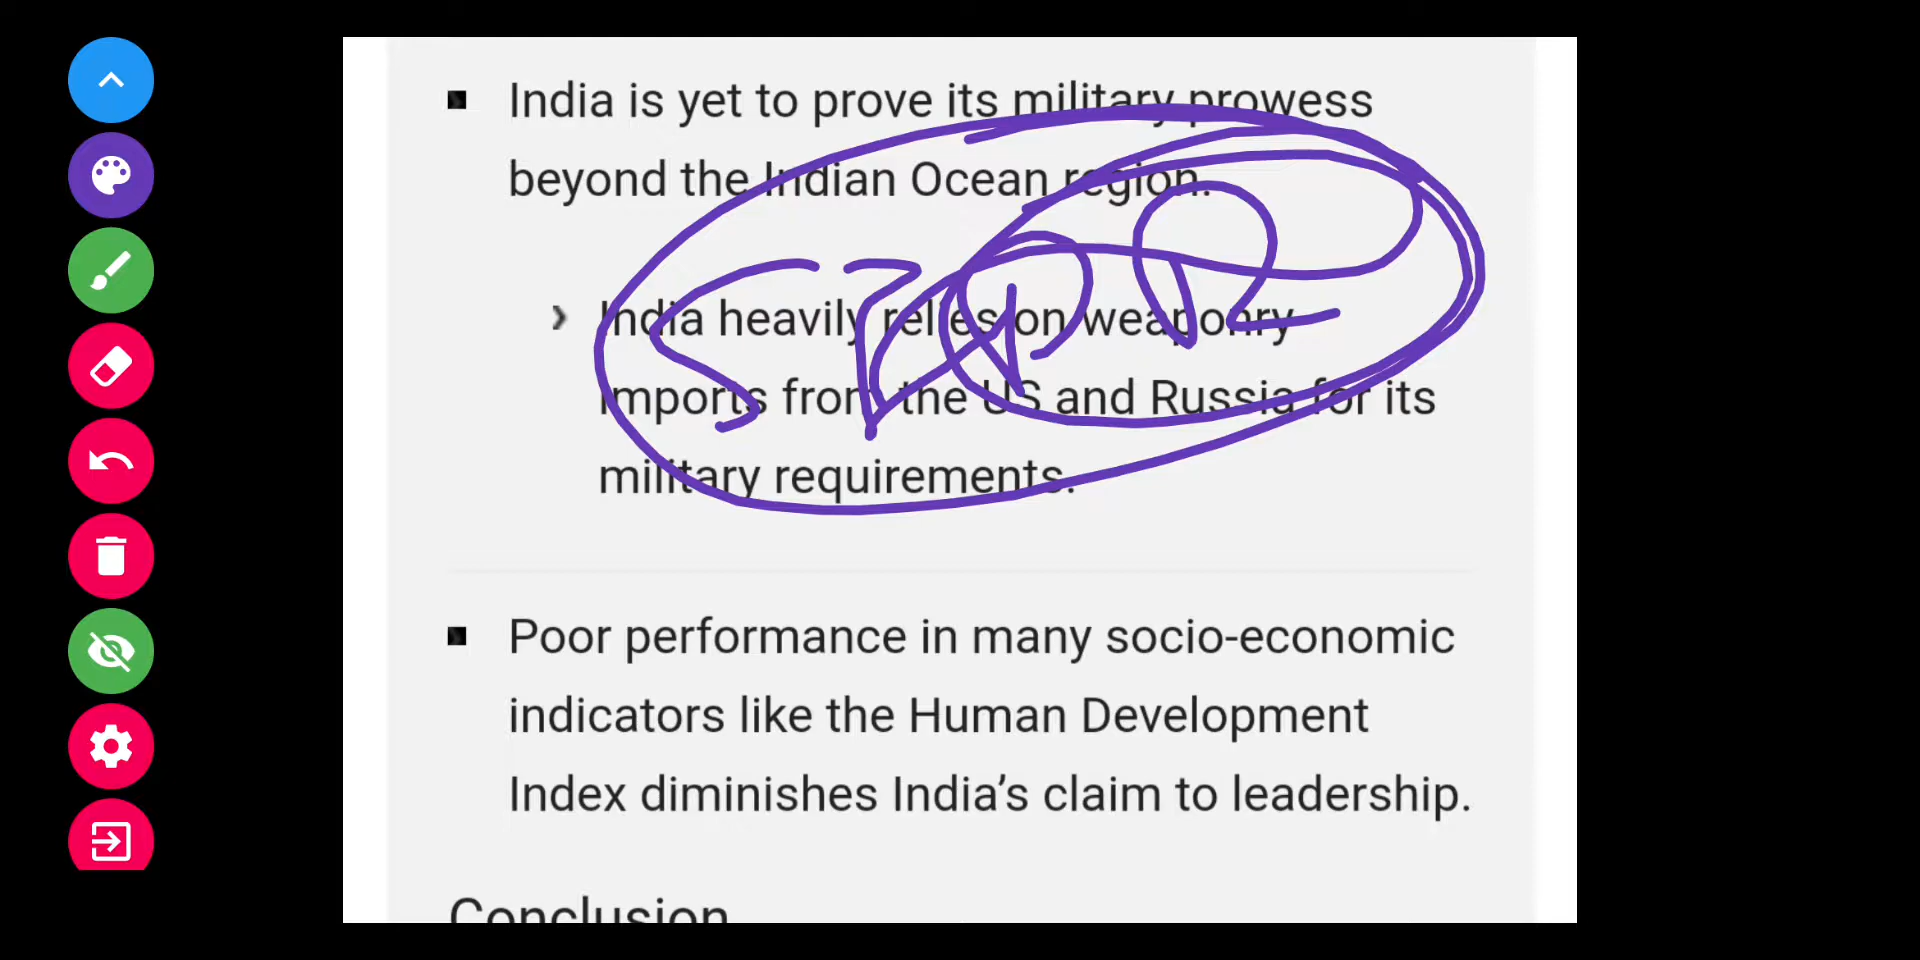 India is yet to prove its military prowess
beyond the Indian Ocean region.
India heavily relies on weaponry
imports from the US and Russia for its
military requirements.
Poor performance in many socio-economic
indicators like the Human Development
Index diminishes India’s claim to leadership.
Conclusion